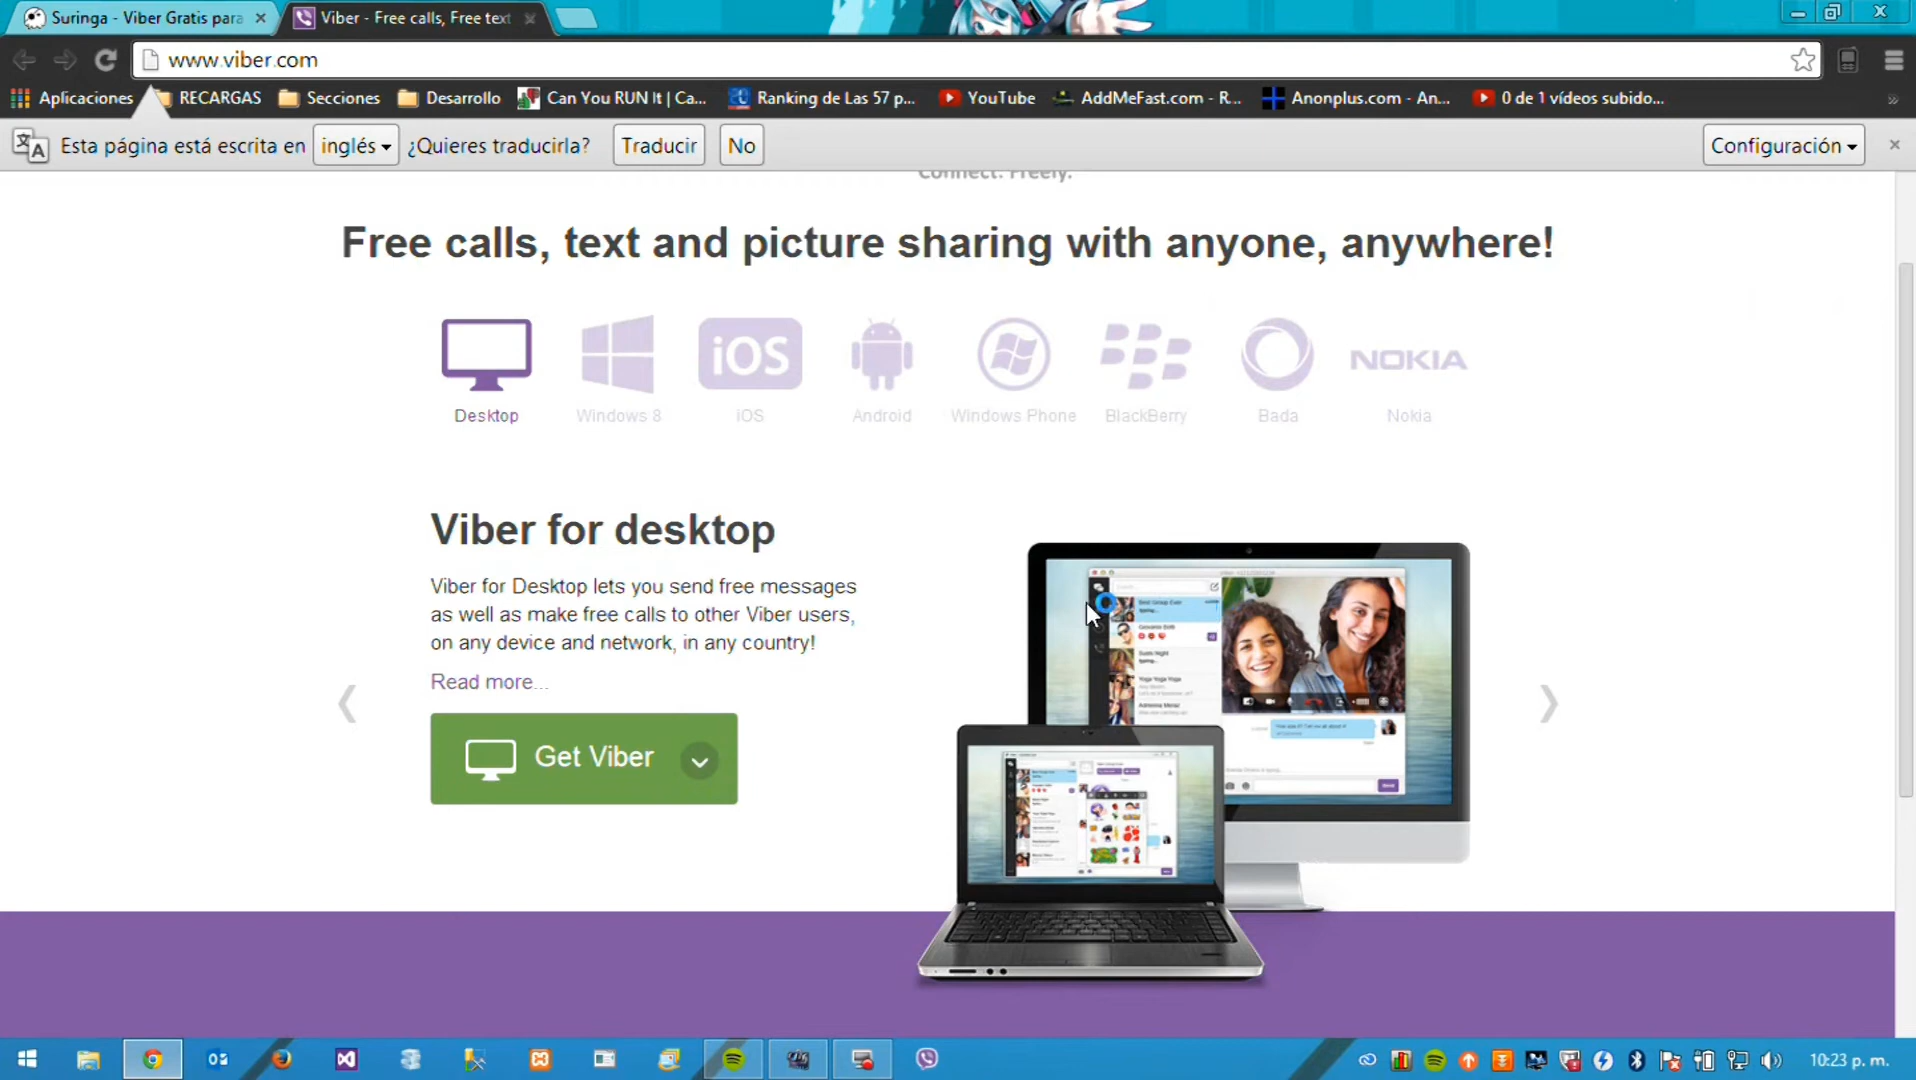 Suringa - Viber Gratis para
Viber - Free calls, Free text
www.viber.com
Aplicaciones RECARGAS Secciones Desarrollo Can You RUN It | Ca... Ranking de Las 57 p... YouTube AddMeFast.com - R... Anonplus.com - An... 0 de 1 vídeos subido...
Esta página está escrita en inglés ¿Quieres traducirla? Traducir No Configuración
Connect. Freely.
Free calls, text and picture sharing with anyone, anywhere!
iOS NOKIA
Desktop Windows 8 iOS Android Windows Phone BlackBerry Bada Nokia
Viber for desktop
Viber for Desktop lets you send free messages
as well as make free calls to other Viber users,
on any device and network, in any country!
Read more...
Get Viber
10:23 p. m.